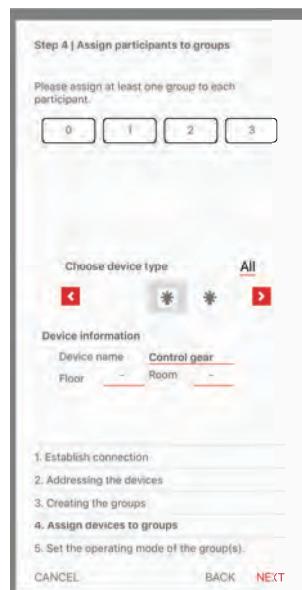 Step 4 | Assign participants to groups
Please assign at least one group to each
participant.
0 1 2 3
Choose device type All
Device information
Device name Control gear
Floor - Room -
1. Establish connection
2. Addressing the devices
3. Creating the groups
4. Assign devices to groups
5. Set the operating mode of the group(s).
CANCEL BACK NEXT